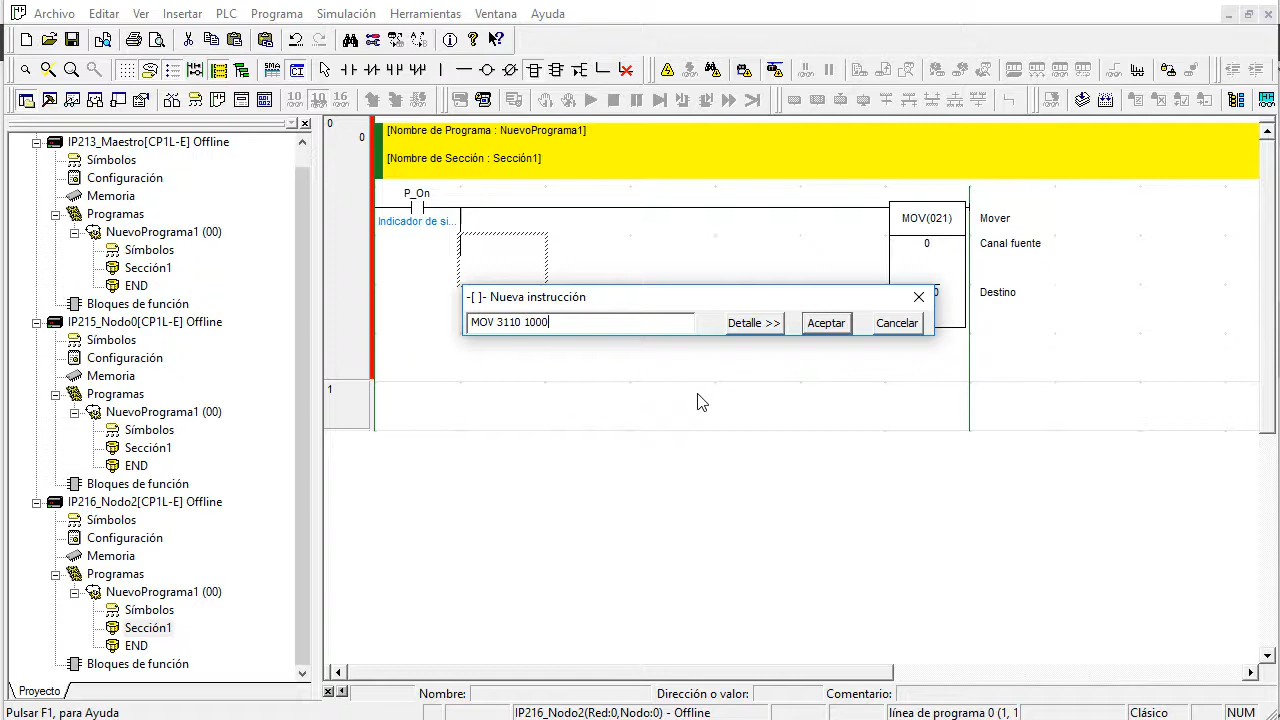 Archivo Editar Ver Insertar PLC Programa Simulación Herramientas Ventana Ayuda
10 10 16
IP213_Maestro[CP1L-E] Offline
Símbolos
Configuración
Memoria
Programas
NuevoPrograma1 (00)
Símbolos
Sección1
END
Bloques de función
IP215_Nodo0[CP1L-E] Offline
Símbolos
Configuración
Memoria
Programas
NuevoPrograma1 (00)
Símbolos
Sección1
END
Bloques de función
IP216_Nodo2[CP1L-E] Offline
Símbolos
Configuración
Memoria
Programas
NuevoPrograma1 (00)
Símbolos
Sección1
END
Bloques de función
Proyecto
0
0
[Nombre de Programa : NuevoPrograma1]
[Nombre de Sección : Sección1]
P_On
Indicador de si...
MOV(021) Mover
0 Canal fuente
0 Destino
-[ ]- Nueva instrucción
MOV 3110 1000 Detalle >> Aceptar Cancelar
1
Nombre: Dirección o valor: Comentario:
Pulsar F1, para Ayuda IP216_Nodo2(Red:0,Nodo:0) - Offline línea de programa 0 (1, 1 Clásico NUM